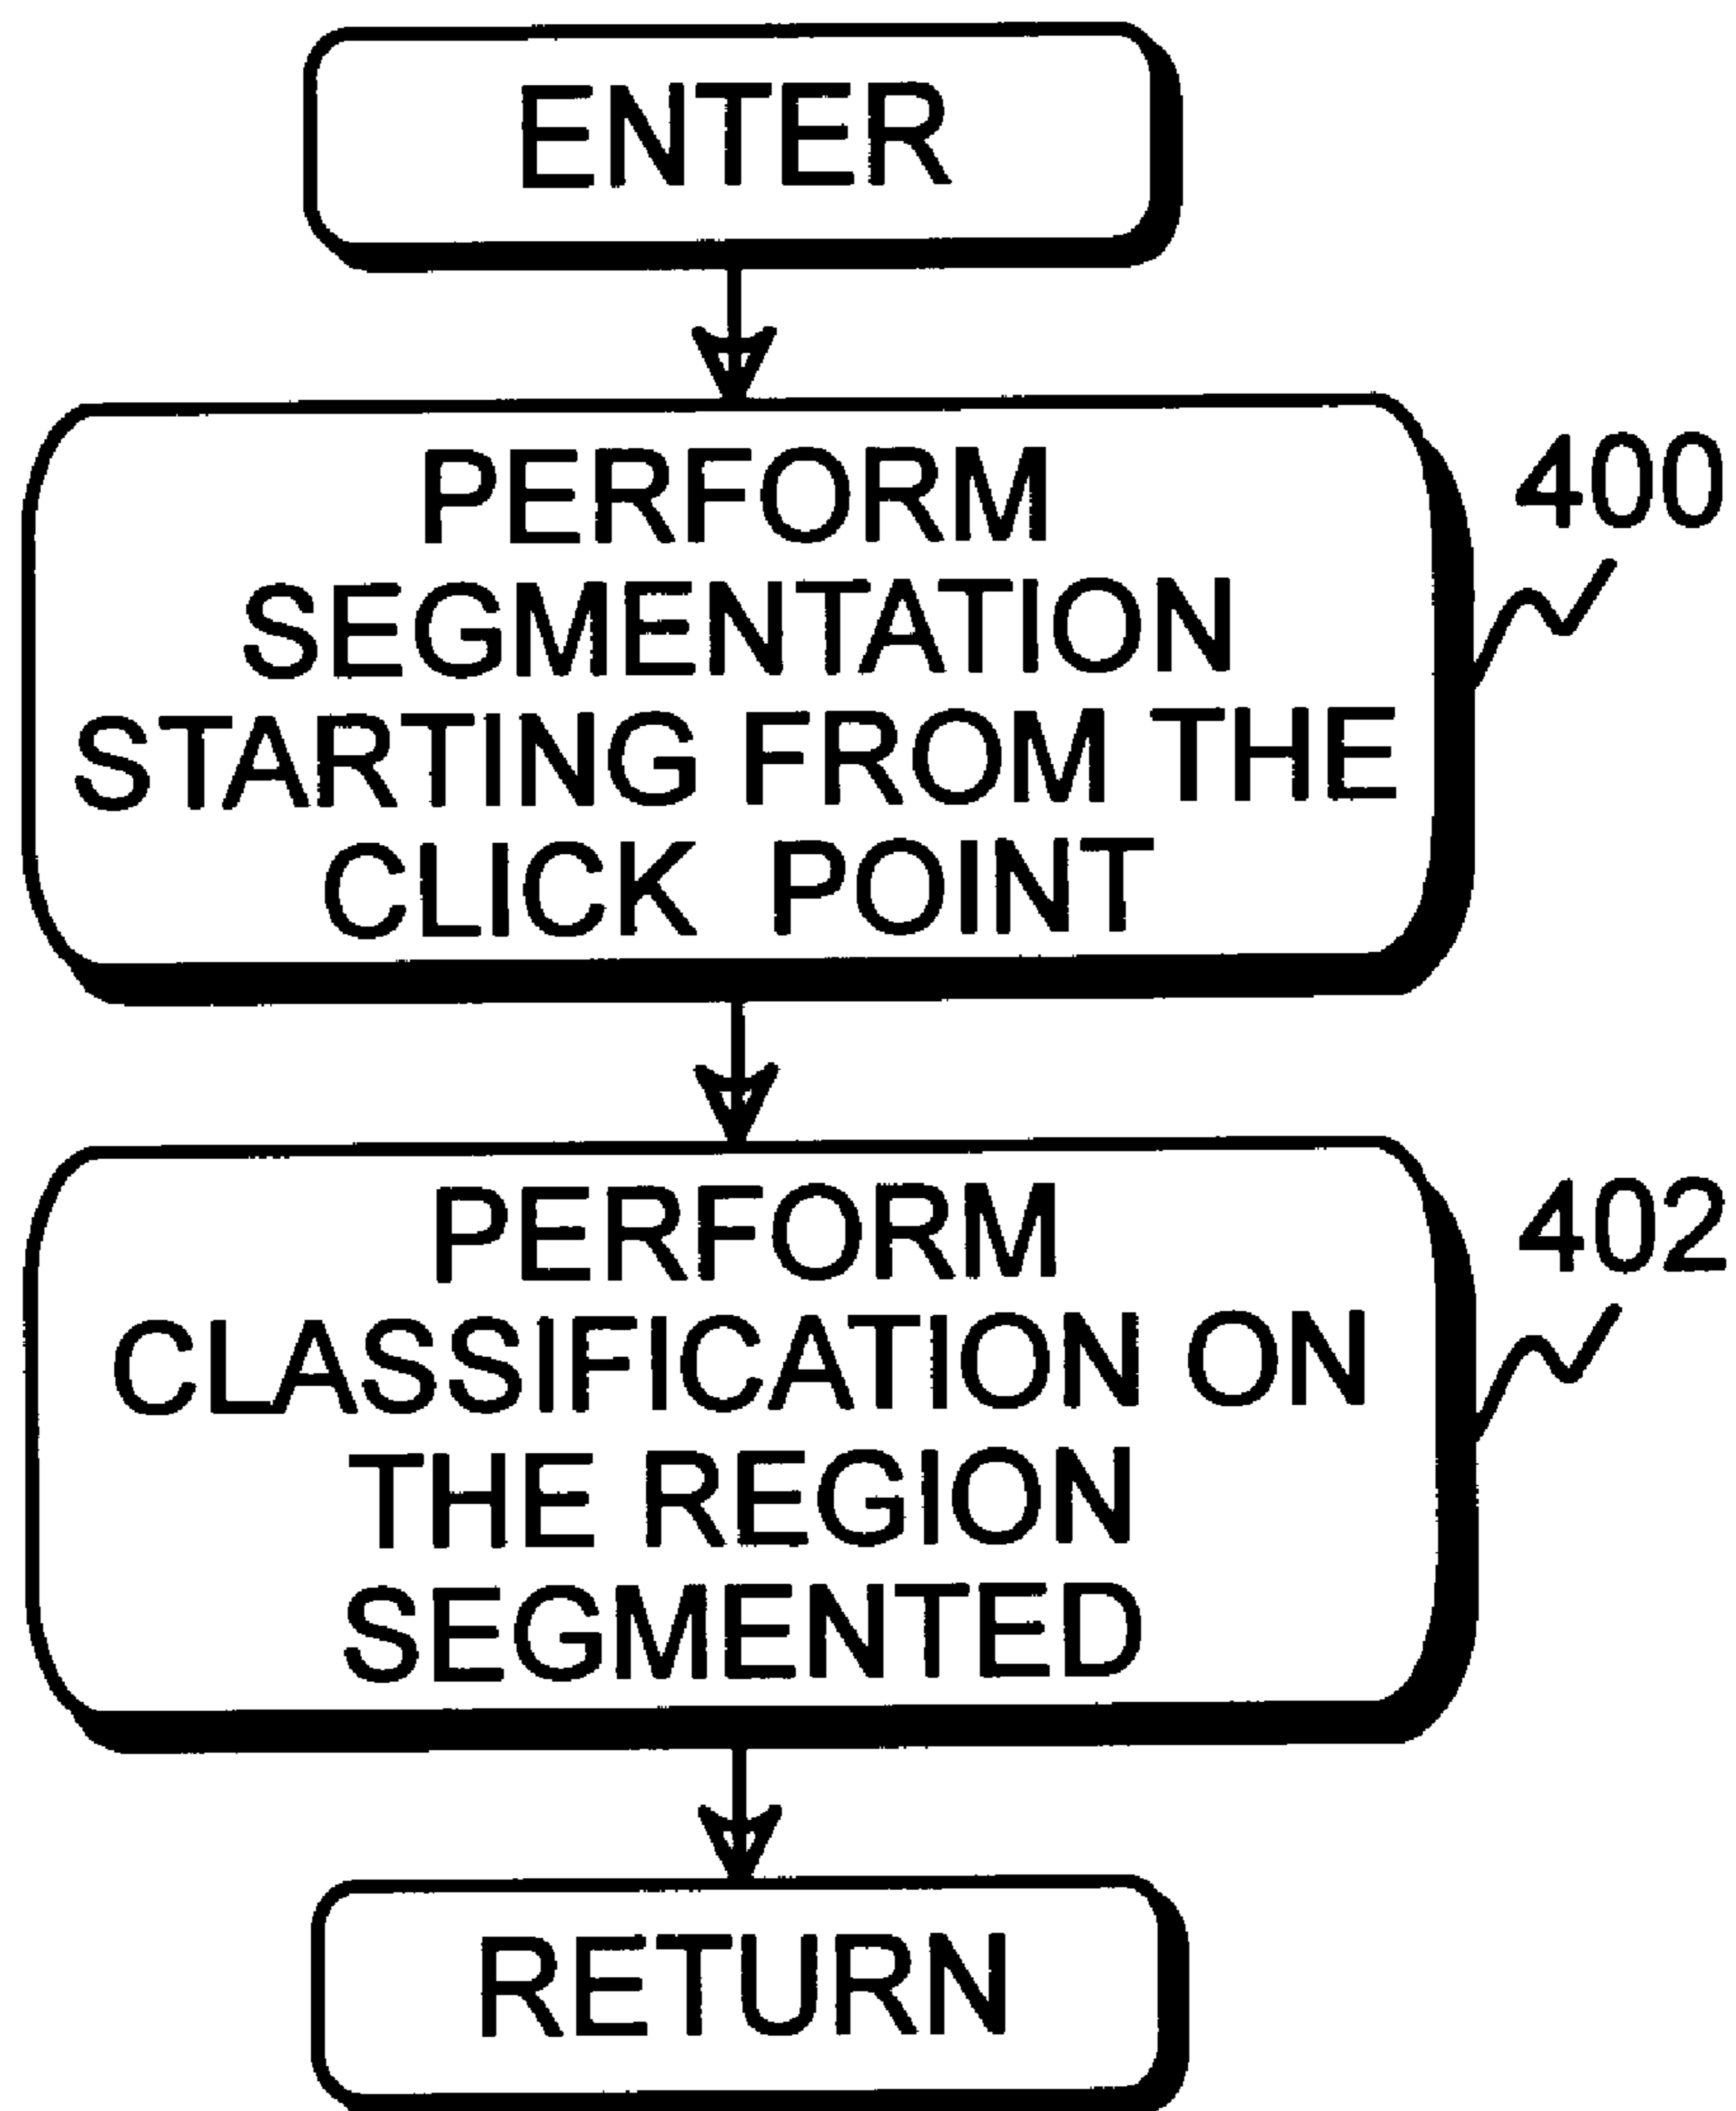 ENTER
400
PERFORM
SEGMENTATION
STARTING FROM THE
CLICK POINT
402
PERFORM
CLASSIFICATION ON
THE REGION
SEGMENTED
RETURN